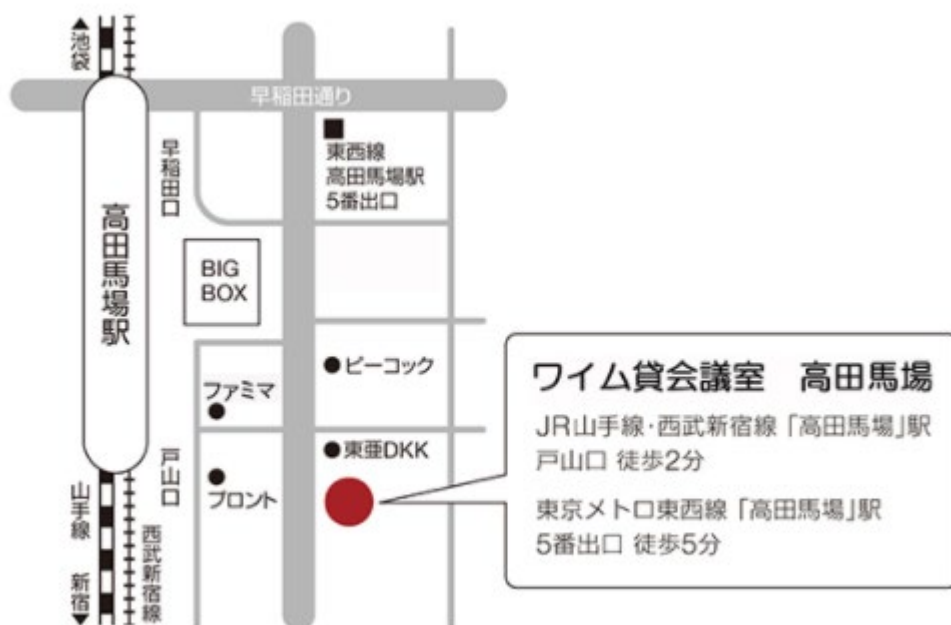 ▲池袋
早稲田通り
早稲田口
東西線
高田馬場駅
5番出口
高田馬場駅
BIG
BOX
ピーコック
ファミマ
東亜DKK
戸山口
プロント
山手線
新宿▼
西武新宿線
ワイム貸会議室 高田馬場
JR山手線・西武新宿線「高田馬場」駅
戸山口 徒歩2分
東京メトロ東西線「高田馬場」駅
5番出口 徒歩5分